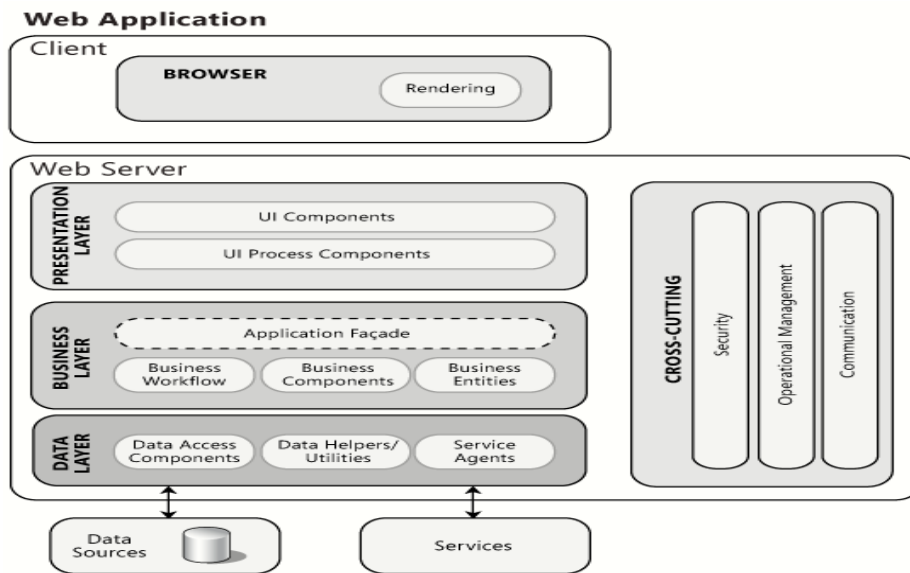 Web Application
Client
BROWSER
Rendering
Web Server
PRESENTATION
LAYER
UI Components
UI Process Components
BUSINESS
LAYER
Application Façade
Business
Workflow
Business
Components
Business
Entities
DATA
LAYER
Data Access
Components
Data Helpers/
Utilities
Service
Agents
CROSS-CUTTING
Security
Operational Management
Communication
Data
Sources
Services